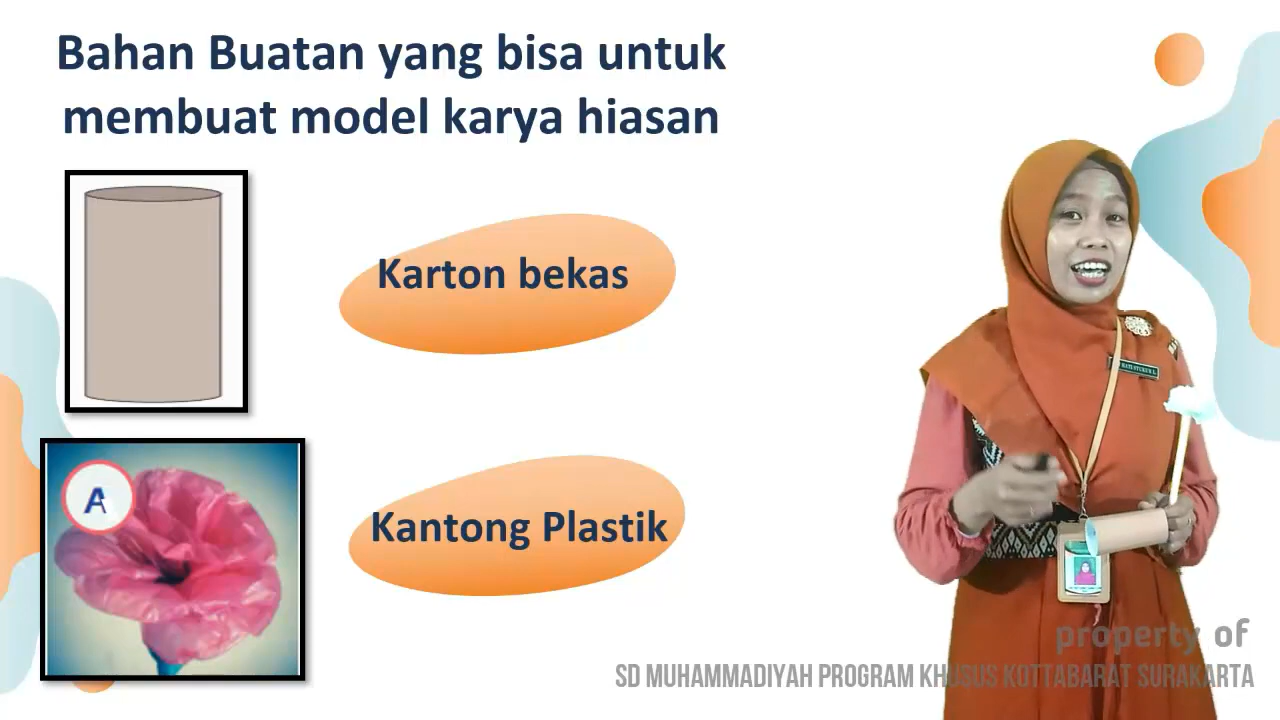 Bahan Buatan yang bisa untuk
membuat model karya hiasan
Karton bekas
A
Kantong Plastik
property of
SD MUHAMMADIYAH PROGRAM KHUSUS KOTTABARAT SURAKARTA